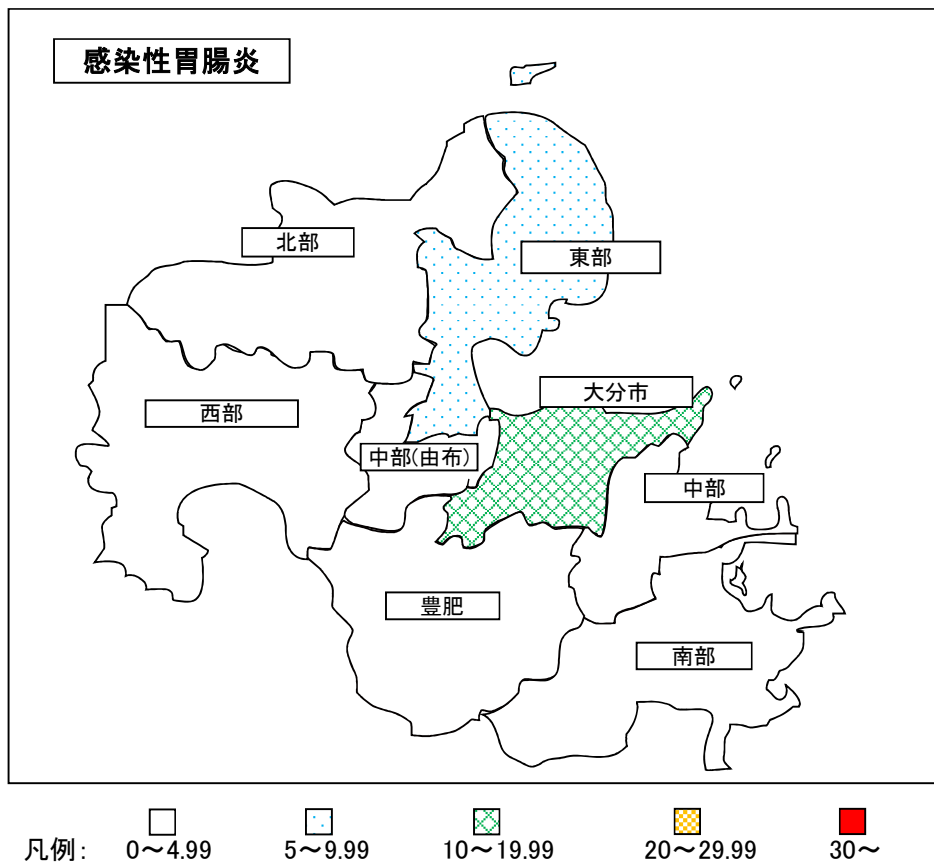 感染性胃腸炎
北部
東部
大分市
西部
中部(由布)
中部
豊肥
南部
凡例: 0～4.99 5～9.99 10～19.99 20～29.99 30～